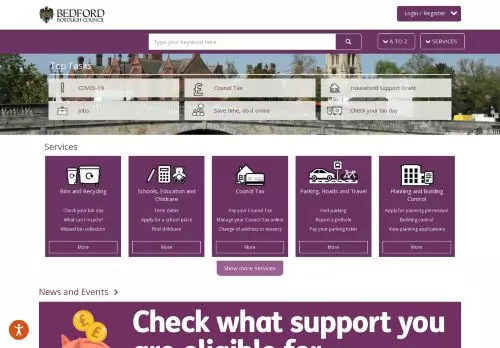 BEDFORD
BOROUGH COUNCIL
Login / Register
Type your keyword here
A TO Z
SERVICES
Top Tasks
COVID-19
Council Tax
Household Support Grant
Jobs
Save time, do it online
Check your bin day
Services
Bins and Recycling
Check your bin day
What can I recycle?
Missed bin collection
More
Schools, Education and
Childcare
Term dates
Apply for a school place
Find childcare
More
Council Tax
Pay your Council Tax
Manage your Council Tax online
Change of address or tenancy
More
Parking, Roads and Travel
Find parking
Report a pothole
Pay your parking ticket
More
Planning and Building
Control
Apply for planning permission
Building control
View planning applications
More
Show more services
News and Events
Check what support you
are eligible for